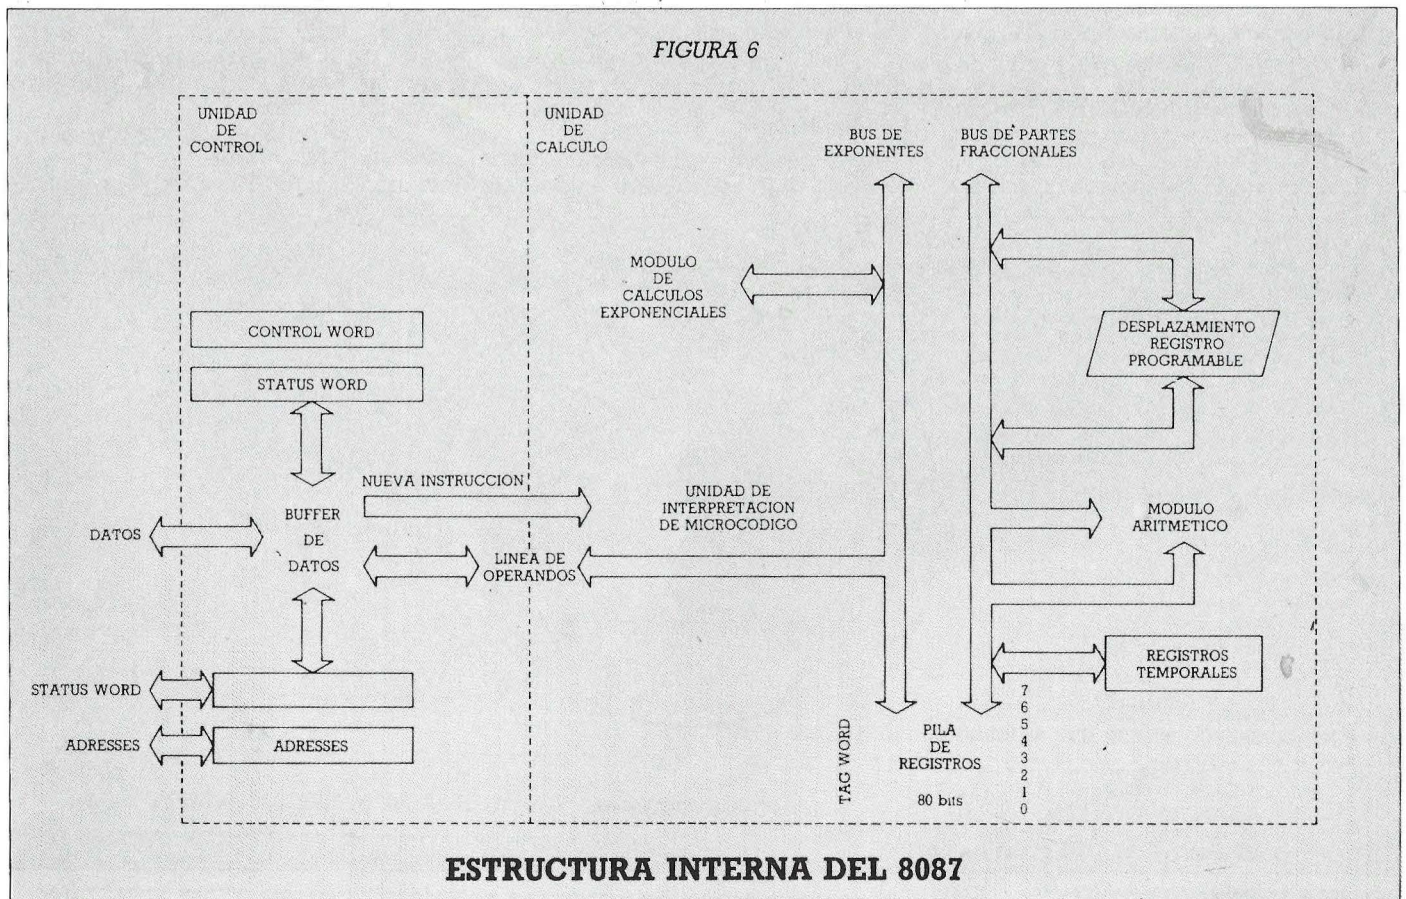 FIGURA 6
UNIDAD
DE
CONTROL
UNIDAD
DE
CALCULO
BUS DE
EXPONENTES
BUS DE PARTES
FRACCIONALES
MODULO
DE
CALCULOS
EXPONENCIALES
CONTROL WORD
STATUS WORD
DESPLAZAMIENTO
REGISTRO
PROGRAMABLE
NUEVA INSTRUCCION
UNIDAD DE
INTERPRETACION
DE MICROCODIGO
MODULO
ARITMETICO
DATOS
BUFFER
DE
DATOS
LINEA DE
OPERANDOS
REGISTROS
TEMPORALES
STATUS WORD
ADRESSES
ADRESSES
TAG WORD
PILA
DE
REGISTROS
80 bits
7
6
5
4
3
2
1
0
ESTRUCTURA INTERNA DEL 8087